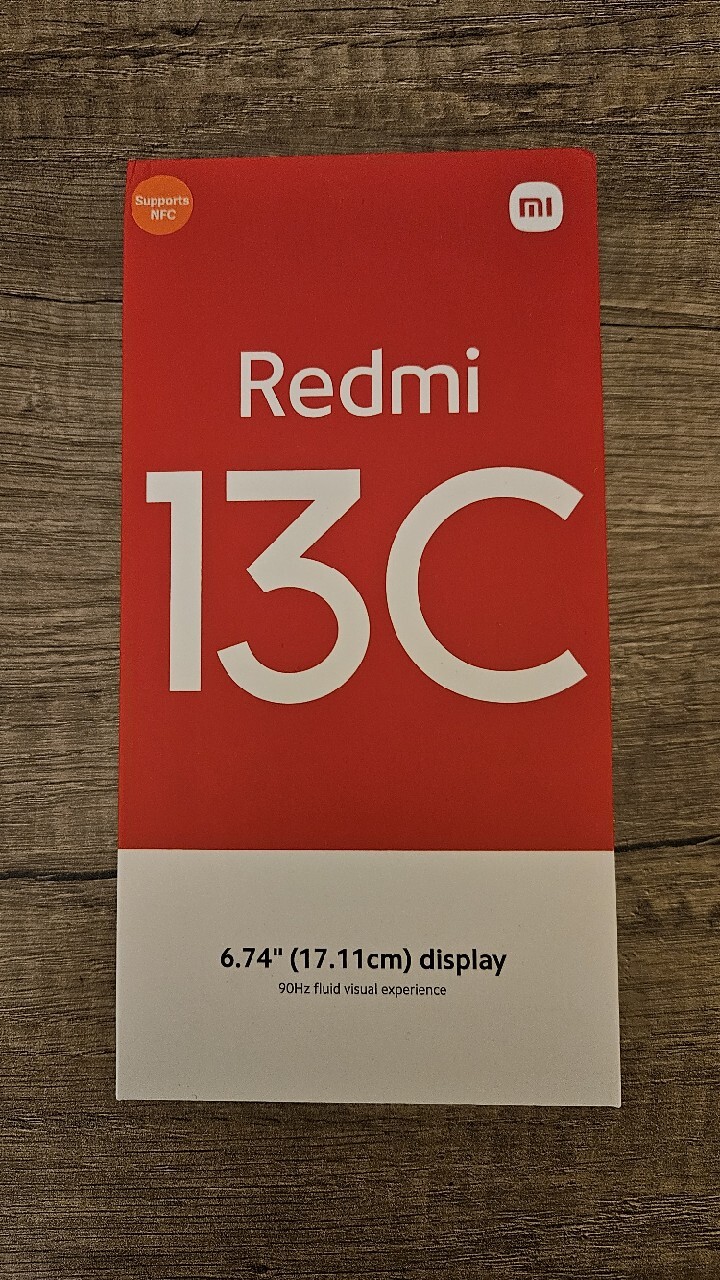 Supports
NFC
mi
Redmi
13C
6.74" (17.11cm) display
90Hz fluid visual experience